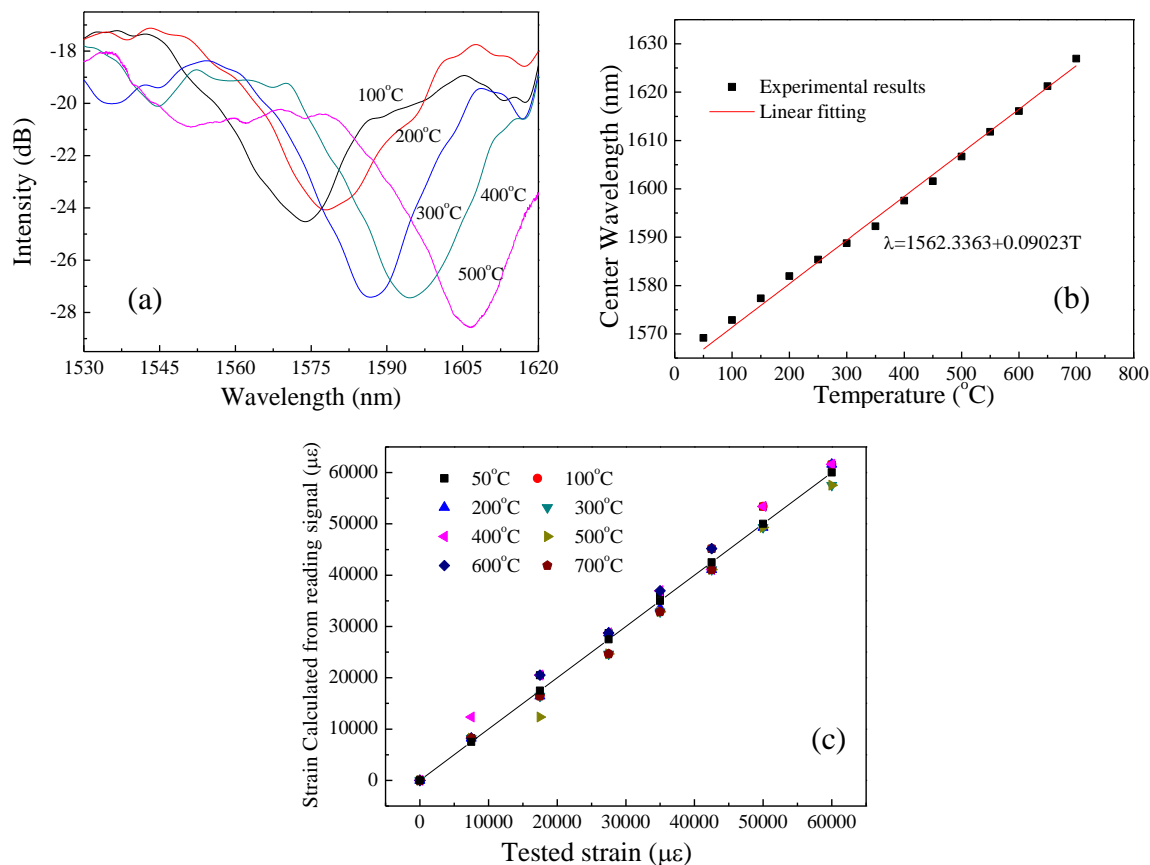 -18
-20
-22
-24
-26
-28
Intensity (dB)
100°C
200°C
400°C
300°C
500°C
(a)
1530 1545 1560 1575 1590 1605 1620
Wavelength (nm)
1630
1620
1610
1600
1590
1580
1570
Center Wavelength (nm)
Experimental results
Linear fitting
λ=1562.3363+0.09023T
(b)
0 100 200 300 400 500 600 700 800
Temperature (°C)
60000
50000
40000
30000
20000
10000
0
Strain Calculated from reading signal (με)
50°C 100°C
200°C 300°C
400°C 500°C
600°C 700°C
(c)
0 10000 20000 30000 40000 50000 60000
Tested strain (με)